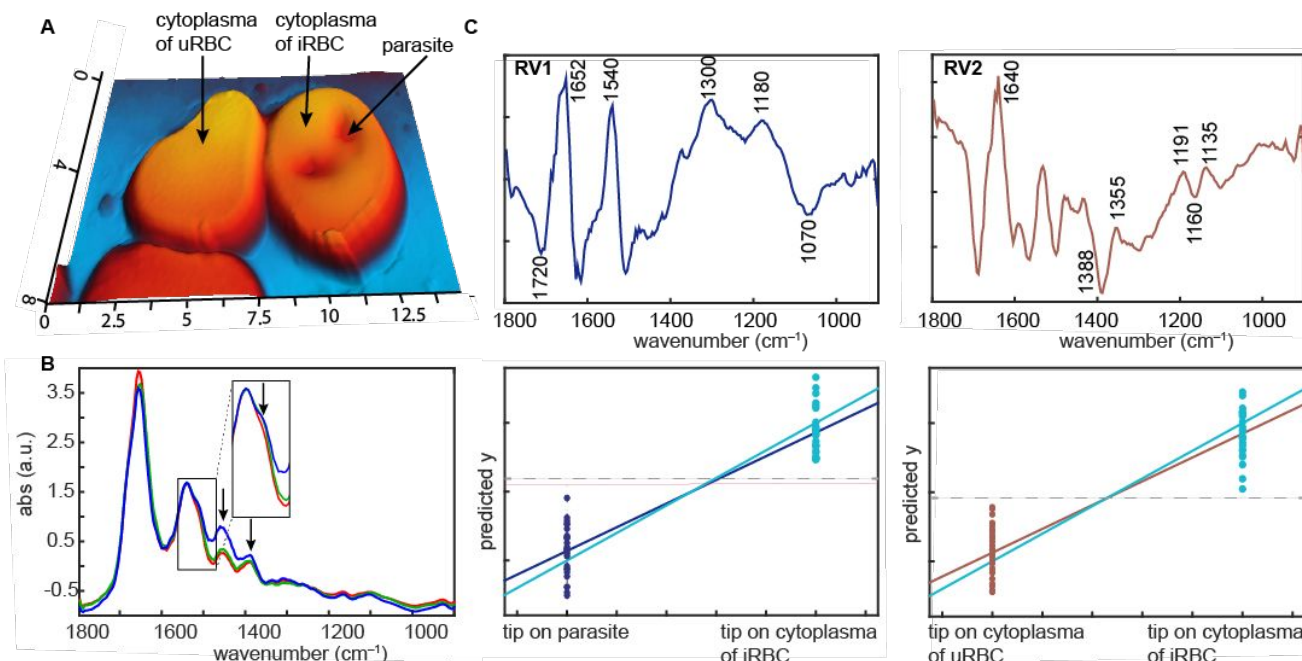 A
cytoplasma
of uRBC
cytoplasma
of iRBC
parasite
0
4
8
0
2.5
5
7.5
10
12.5
C
RV1
1720
1652
1540
1300
1180
1070
1800
1600
1400
1200
1000
wavenumber (cm⁻¹)
RV2
1640
1388
1355
1191
1160
1135
1800
1600
1400
1200
1000
wavenumber (cm⁻¹)
B
abs (a.u.)
3.5
2.5
1.5
0.5
-0.5
1800
1600
1400
1200
1000
wavenumber (cm⁻¹)
predicted y
tip on parasite
tip on cytoplasma
of iRBC
predicted y
tip on cytoplasma
of uRBC
tip on cytoplasma
of iRBC